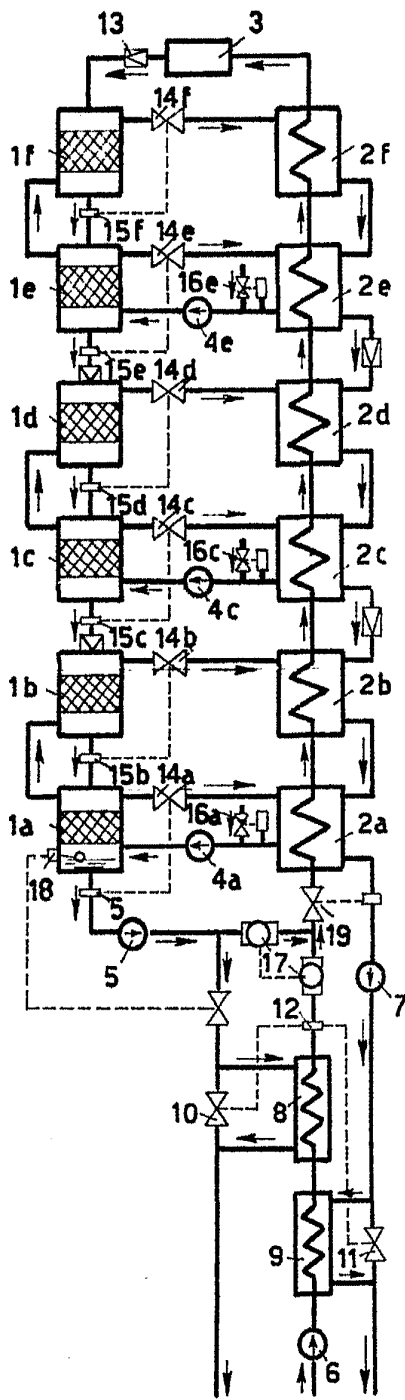 13 3
14f
1f 2f
15f 14e
1e 16e 2e
4e
15e 14d
1d 2d
15d 14c
1c 16c 2c
4c
15c 14b
1b 2b
15b 14a
1a 16a 2a
4a
18
5 19
5 17 7
12
10 8
9 11
6